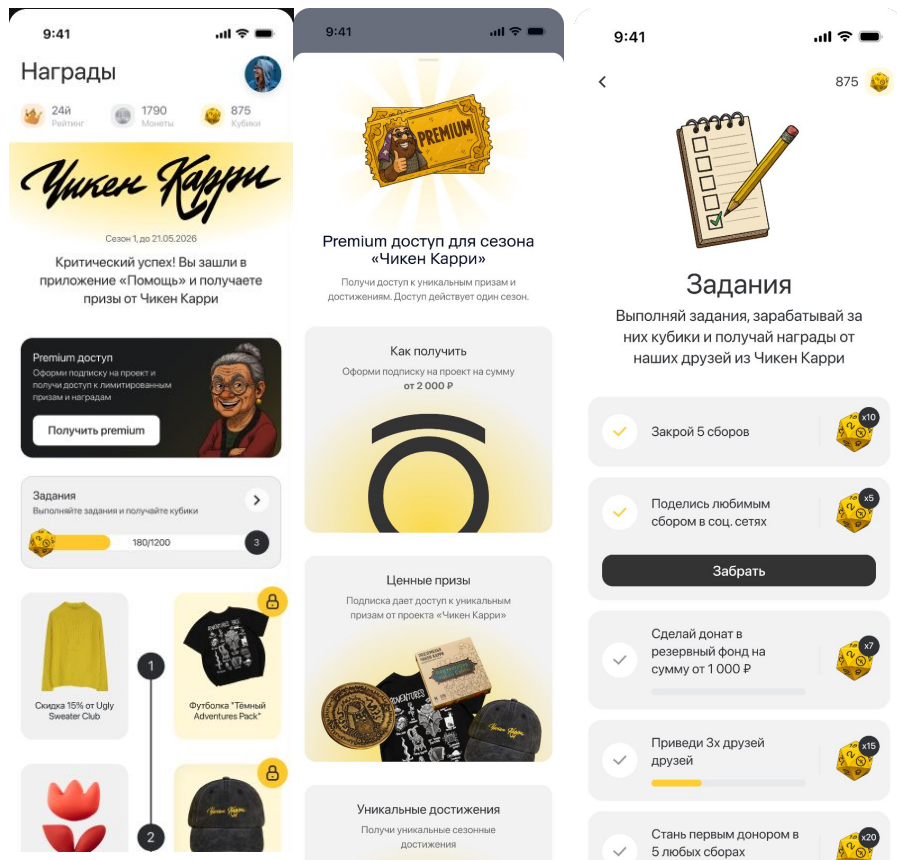 9:41
Награды
24й
Рейтинг
1790
Монеты
875
Кубики
Чикен Карри
Сезон 1, до 21.05.2026
Критический успех! Вы зашли в
приложение «Помощь» и получаете
призы от Чикен Карри
Premium доступ
Оформи подписку на проект и
получи доступ к лимитированным
призам и наградам
Получить premium
Задания
Выполняйте задания и получайте кубики
180/1200
3
1
Скидка 15% от Ugly
Sweater Club
ADVENTURES PACK
Футболка "Тёмный
Adventures Pack"
2
Чикен Карри
9:41
PREMIUM
Premium доступ для сезона
«Чикен Карри»
Получи доступ к уникальным призам и
достижениям. Доступ действует один сезон.
Как получить
Оформи подписку на проект на сумму
от 2 000 ₽
Ценные призы
Подписка дает доступ к уникальным
призам от проекта «Чикен Карри»
ADVENTURES
Чикен Карри
Уникальные достижения
Получи уникальные сезонные
достижения
9:41
875
Задания
Выполняй задания, зарабатывай за
них кубики и получай награды от
наших друзей из Чикен Карри
Закрой 5 сборов
x10
Поделись любимым
сбором в соц. сетях
x5
Забрать
Сделай донат в
резервный фонд на
сумму от 1 000 ₽
x7
Приведи 3х друзей
друзей
x15
Стань первым донором в
5 любых сборах
x20